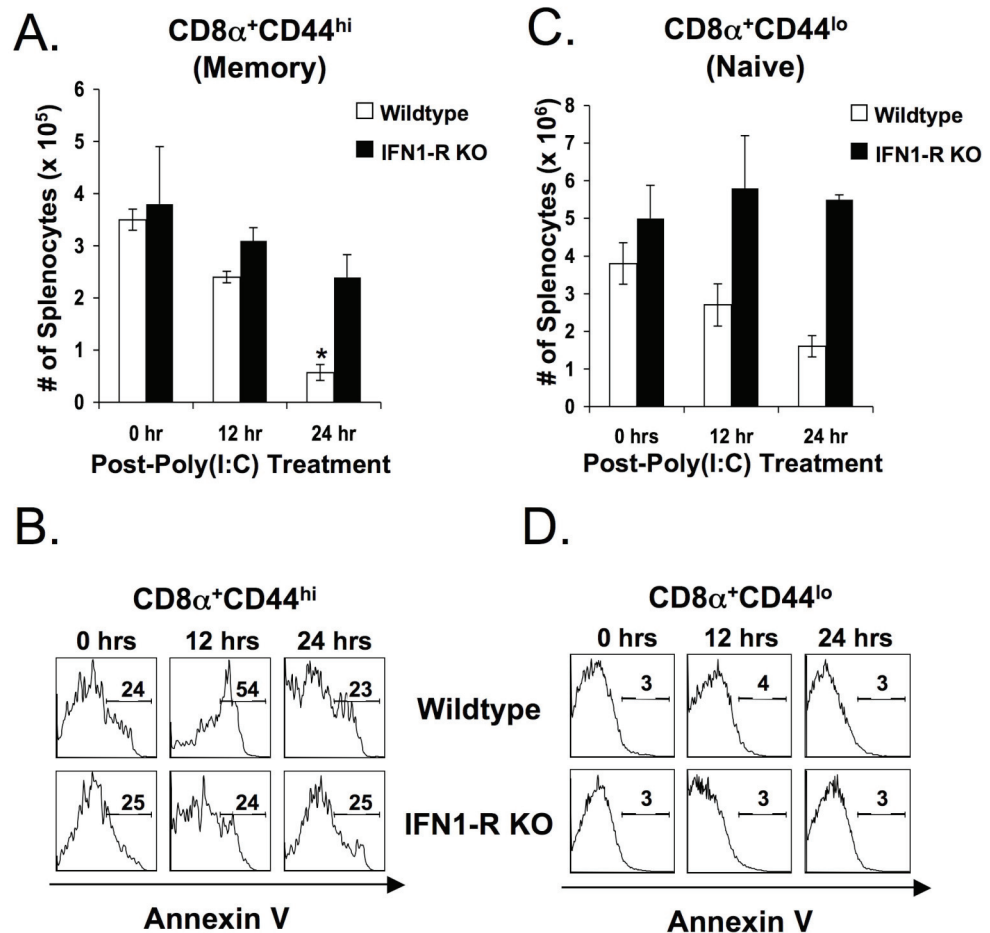 A.
CD8α⁺CD44ʰⁱ
(Memory)
# of Splenocytes (x 10⁵)
6
5
4
3
2
1
0
Wildtype
IFN1-R KO
*
0 hr 12 hr 24 hr
Post-Poly(I:C) Treatment
C.
CD8α⁺CD44ˡᵒ
(Naive)
# of Splenocytes (x 10⁶)
8
7
6
5
4
3
2
1
0
Wildtype
IFN1-R KO
0 hrs 12 hr 24 hr
Post-Poly(I:C) Treatment
B.
CD8α⁺CD44ʰⁱ
0 hrs 12 hrs 24 hrs
24 54 23
25 24 25
Annexin V
Wildtype
IFN1-R KO
D.
CD8α⁺CD44ˡᵒ
0 hrs 12 hrs 24 hrs
3 4 3
3 3 3
Annexin V